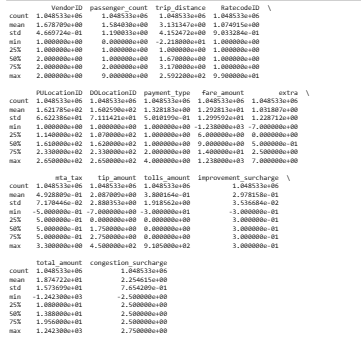 VendorID passenger_count trip_distance RatecodeID \
count 1.048533e+06 1.048533e+06 1.048533e+06 1.048533e+06
mean 1.678709e+00 1.584030e+00 3.131347e+00 1.074915e+00
std 4.669724e-01 1.190033e+00 4.152472e+00 9.033284e-01
min 1.000000e+00 0.000000e+00 -2.218000e+01 1.000000e+00
25% 1.000000e+00 1.000000e+00 1.000000e+00 1.000000e+00
50% 2.000000e+00 1.000000e+00 1.670000e+00 1.000000e+00
75% 2.000000e+00 2.000000e+00 3.170000e+00 1.000000e+00
max 2.000000e+00 9.000000e+00 2.592200e+02 9.900000e+01
PULocationID DOLocationID payment_type fare_amount extra \
count 1.048533e+06 1.048533e+06 1.048533e+06 1.048533e+06 1.048533e+06
mean 1.621785e+02 1.602590e+02 1.328183e+00 1.292813e+01 1.031807e+00
std 6.622386e+01 7.111421e+01 5.010199e-01 1.299592e+01 1.228712e+00
min 1.000000e+00 1.000000e+00 1.000000e+00 -1.238000e+03 -7.000000e+00
25% 1.140000e+02 1.070000e+02 1.000000e+00 6.000000e+00 0.000000e+00
50% 1.610000e+02 1.620000e+02 1.000000e+00 9.000000e+00 5.000000e-01
75% 2.330000e+02 2.330000e+02 2.000000e+00 1.400000e+01 2.500000e+00
max 2.650000e+02 2.650000e+02 4.000000e+00 1.238000e+03 7.000000e+00
mta_tax tip_amount tolls_amount improvement_surcharge \
count 1.048533e+06 1.048533e+06 1.048533e+06 1.048533e+06
mean 4.928809e-01 2.087009e+00 3.800164e-01 2.978158e-01
std 7.170446e-02 2.880353e+00 1.918562e+00 3.536684e-02
min -5.000000e-01 -7.000000e+00 -3.000000e+01 -3.000000e-01
25% 5.000000e-01 0.000000e+00 0.000000e+00 3.000000e-01
50% 5.000000e-01 1.750000e+00 0.000000e+00 3.000000e-01
75% 5.000000e-01 2.750000e+00 0.000000e+00 3.000000e-01
max 3.300000e+00 4.500000e+02 9.105000e+02 3.000000e-01
total_amount congestion_surcharge
count 1.048533e+06 1.048533e+06
mean 1.874722e+01 2.254615e+00
std 1.573699e+01 7.654209e-01
min -1.242300e+03 -2.500000e+00
25% 1.080000e+01 2.500000e+00
50% 1.388000e+01 2.500000e+00
75% 1.956000e+01 2.500000e+00
max 1.242300e+03 2.750000e+00